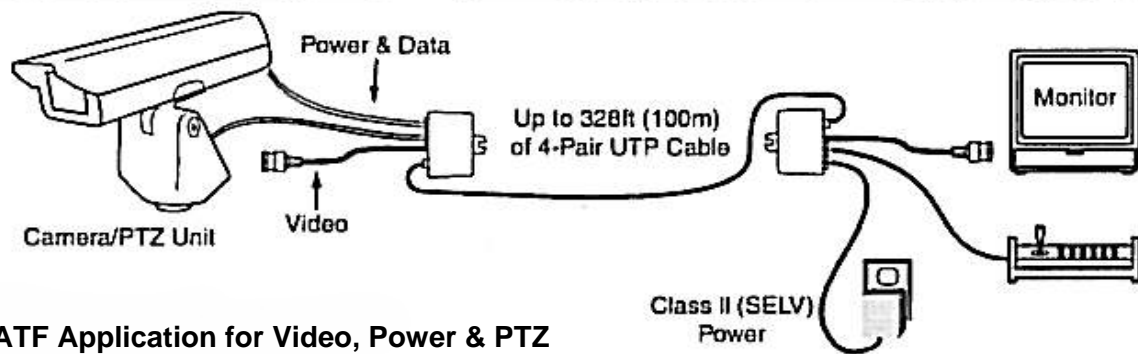 Power & Data
Up to 328ft (100m)
of 4-Pair UTP Cable
Monitor
Video
Camera/PTZ Unit
Class II (SELV)
Power
ATF Application for Video, Power & PTZ